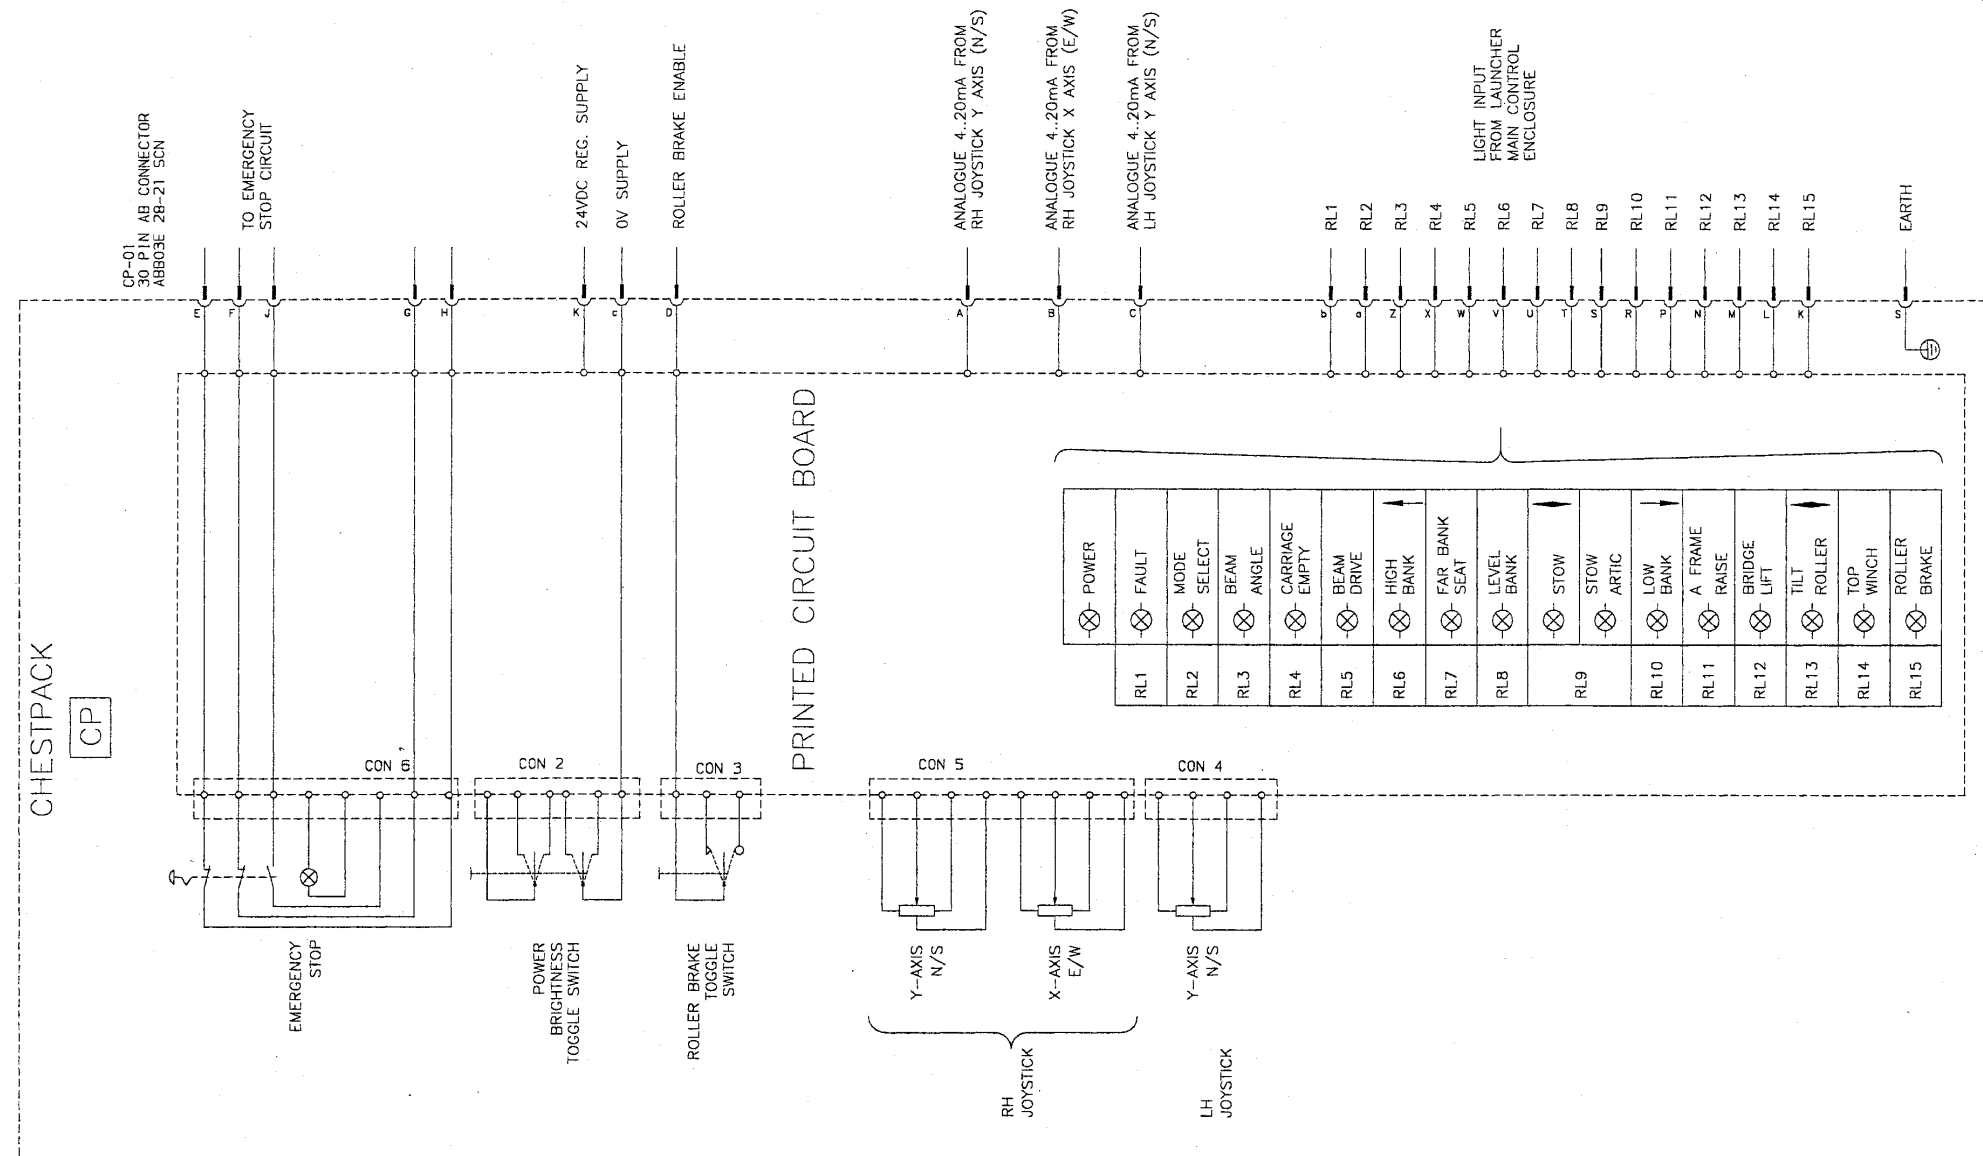 CHESTPACK
CP
CP-01
30 PIN AB CONNECTOR
ABB03E 28-21 SCN
TO EMERGENCY
STOP CIRCUIT
24VDC REG. SUPPLY
0V SUPPLY
ROLLER BRAKE ENABLE
ANALOGUE 4..20mA FROM
RH JOYSTICK Y AXIS (N/S)
ANALOGUE 4..20mA FROM
RH JOYSTICK X AXIS (E/W)
ANALOGUE 4..20mA FROM
LH JOYSTICK Y AXIS (N/S)
LIGHT INPUT
FROM LAUNCHER
MAIN CONTROL
ENCLOSURE
RL1
RL2
RL3
RL4
RL5
RL6
RL7
RL8
RL9
RL10
RL11
RL12
RL13
RL14
RL15
EARTH
E
F
J
G
H
K
c
D
A
B
C
b
a
Z
X
W
V
U
T
S
R
P
N
M
L
K
S
PRINTED CIRCUIT BOARD
POWER
FAULT
MODE
SELECT
BEAM
ANGLE
CARRIAGE
EMPTY
BEAM
DRIVE
HIGH
BANK
FAR BANK
SEAT
LEVEL
BANK
STOW
STOW
ARTIC
LOW
BANK
A FRAME
RAISE
BRIDGE
LIFT
TILT
ROLLER
TOP
WINCH
ROLLER
BRAKE
RL1
RL2
RL3
RL4
RL5
RL6
RL7
RL8
RL9
RL10
RL11
RL12
RL13
RL14
RL15
CON 6
CON 2
CON 3
CON 5
CON 4
EMERGENCY
STOP
POWER
BRIGHTNESS
TOGGLE SWITCH
ROLLER BRAKE
TOGGLE
SWITCH
Y-AXIS
N/S
X-AXIS
E/W
Y-AXIS
N/S
RH
JOYSTICK
LH
JOYSTICK